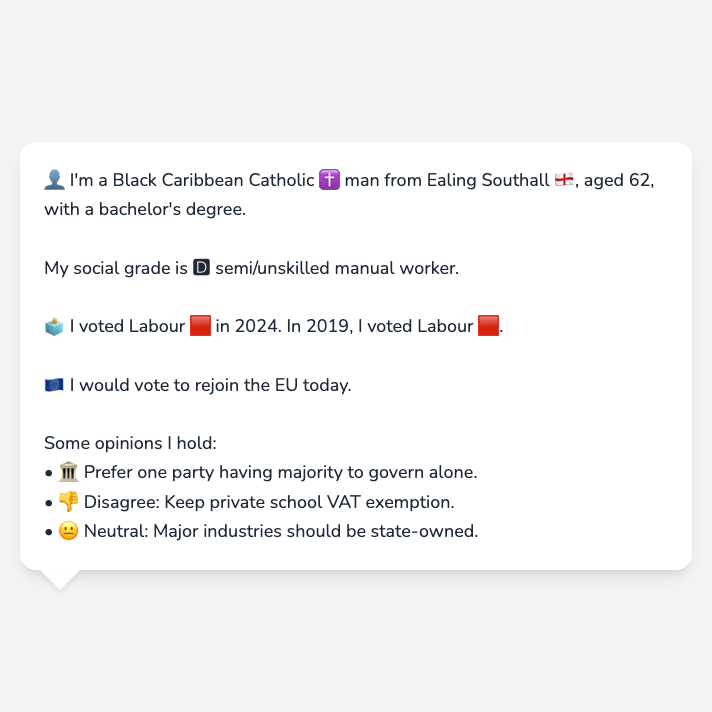 👤 I'm a Black Caribbean Catholic ✝️ man from Ealing Southall 🏴󠁧󠁢󠁥󠁮󠁧󠁿, aged 62,
with a bachelor's degree.
My social grade is 🅳 semi/unskilled manual worker.
🗳️ I voted Labour 🟥 in 2024. In 2019, I voted Labour 🟥.
🇪🇺 I would vote to rejoin the EU today.
Some opinions I hold:
• 🏛️ Prefer one party having majority to govern alone.
• 👎 Disagree: Keep private school VAT exemption.
• 😐 Neutral: Major industries should be state-owned.